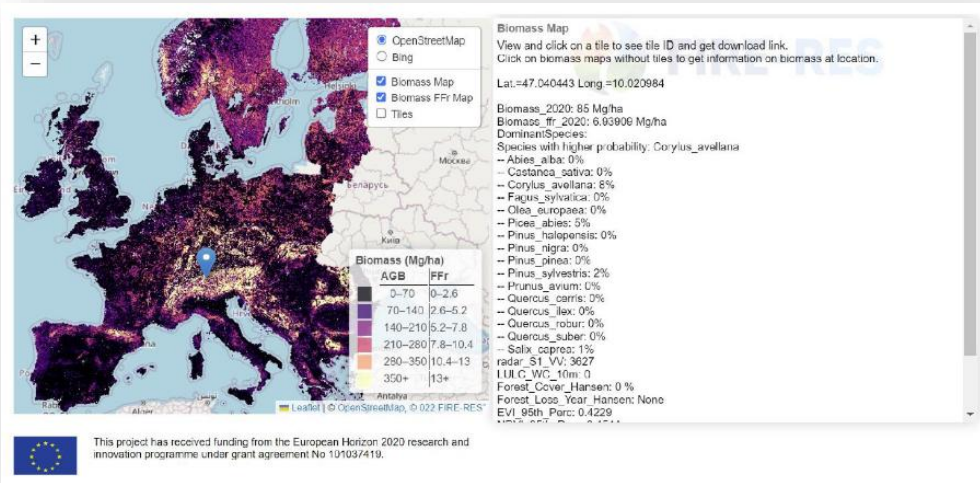 +
−
OpenStreetMap
Bing
Biomass Map
Biomass FFr Map
Tiles
Helsin
holm
Москва
Беларусь
Київ
Biomass (Mg/ha)
AGB FFr
0–70 0–2.6
70–140 2.6–5.2
140–210 5.2–7.8
210–280 7.8–10.4
280–350 10.4–13
350+ 13+
Antalya
Alger
Leaflet | © OpenStreetMap, © 022 FIRE-RES
Biomass Map
FIRE-RES
View and click on a tile to see tile ID and get download link.
Click on biomass maps without tiles to get information on biomass at location.
Lat.=47.040443 Long.=10.020984
Biomass_2020: 85 Mg/ha
Biomass_ffr_2020: 6.93909 Mg/ha
DominantSpecies:
Species with higher probability: Corylus_avellana
-- Abies_alba: 0%
-- Castanea_sativa: 0%
-- Corylus_avellana: 8%
-- Fagus_sylvatica: 0%
-- Olea_europaea: 0%
-- Picea_abies: 5%
-- Pinus_halepensis: 0%
-- Pinus_nigra: 0%
-- Pinus_pinea: 0%
-- Pinus_sylvestris: 2%
-- Prunus_avium: 0%
-- Quercus_cerris: 0%
-- Quercus_ilex: 0%
-- Quercus_robur: 0%
-- Quercus_suber: 0%
-- Salix_caprea: 1%
radar_S1_VV: 3627
LULC_WC_10m: 0
Forest_Cover_Hansen: 0 %
Forest_Loss_Year_Hansen: None
EVI_95th_Perc: 0.4229
This project has received funding from the European Horizon 2020 research and
innovation programme under grant agreement No 101037419.